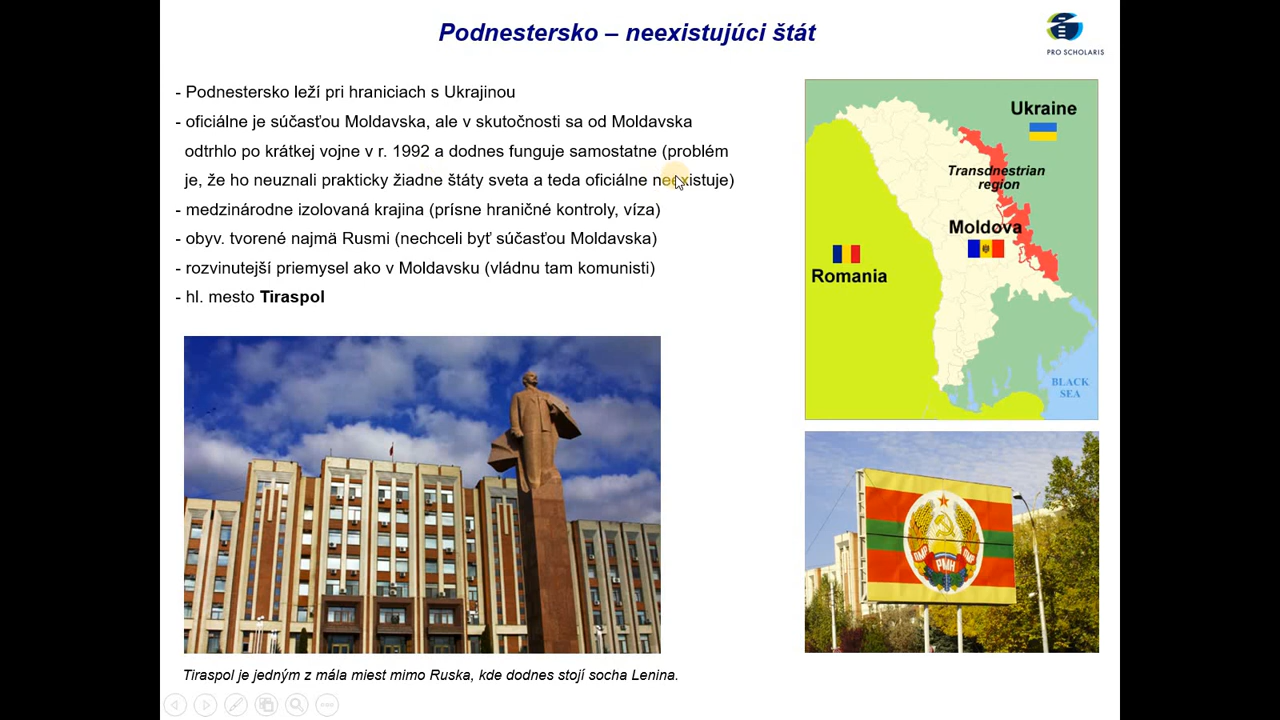 Podnestersko – neexistujúci štát
PRO SCHOLARIS
- Podnestersko leží pri hraniciach s Ukrajinou
- oficiálne je súčasťou Moldavska, ale v skutočnosti sa od Moldavska
odtrhlo po krátkej vojne v r. 1992 a dodnes funguje samostatne (problém
je, že ho neuznali prakticky žiadne štáty sveta a teda oficiálne neexistuje)
- medzinárodne izolovaná krajina (prísne hraničné kontroly, víza)
- obyv. tvorené najmä Rusmi (nechceli byť súčasťou Moldavska)
- rozvinutejší priemysel ako v Moldavsku (vládnu tam komunisti)
- hl. mesto Tiraspol
Ukraine
Transdnestrian
region
Moldova
Romania
BLACK
SEA
ПМР
РМН
ПМР
Tiraspol je jedným z mála miest mimo Ruska, kde dodnes stojí socha Lenina.